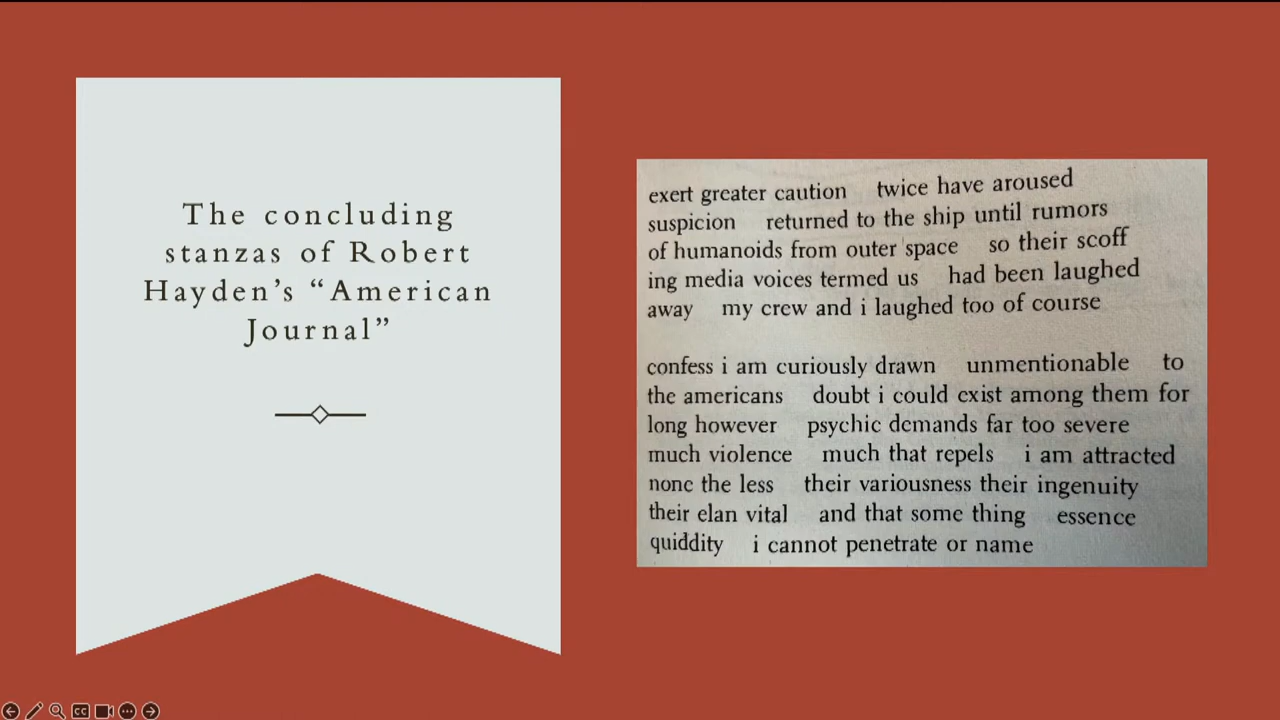 The concluding
stanzas of Robert
Hayden's “American
Journal”
exert greater caution    twice have aroused
suspicion    returned to the ship until rumors
of humanoids from outer space    so their scoff
ing media voices termed us    had been laughed
away    my crew and i laughed too of course
confess i am curiously drawn    unmentionable    to
the americans    doubt i could exist among them for
long however    psychic demands far too severe
much violence    much that repels    i am attracted
none the less    their variousness their ingenuity
their elan vital    and that some thing    essence
quiddity    i cannot penetrate or name
CC